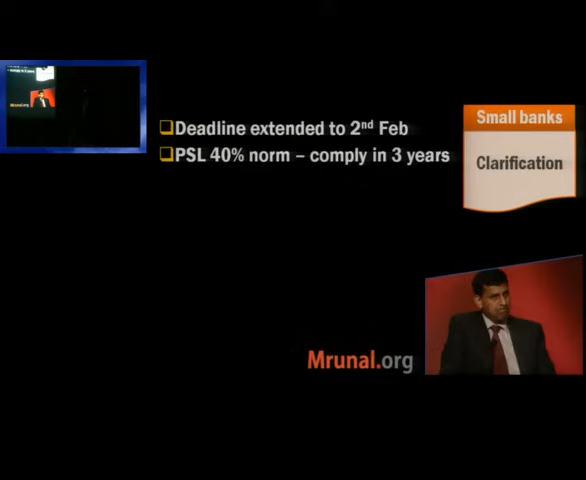 Small banks
Deadline extended to 2nd Feb
PSL 40% norm – comply in 3 years
Clarification
Mrunal.org